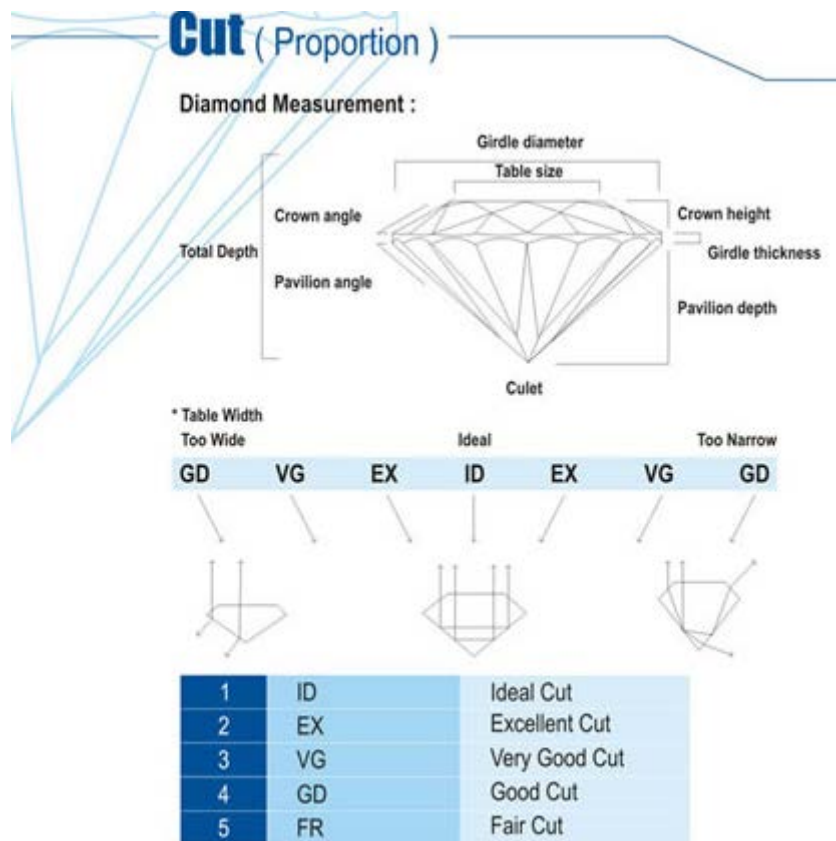 Cut ( Proportion )
Diamond Measurement :
Girdle diameter
Table size
Crown angle
Crown height
Total Depth
Girdle thickness
Pavilion angle
Pavilion depth
Culet
* Table Width
Too Wide Ideal Too Narrow
GD VG EX ID EX VG GD
1 ID Ideal Cut
2 EX Excellent Cut
3 VG Very Good Cut
4 GD Good Cut
5 FR Fair Cut